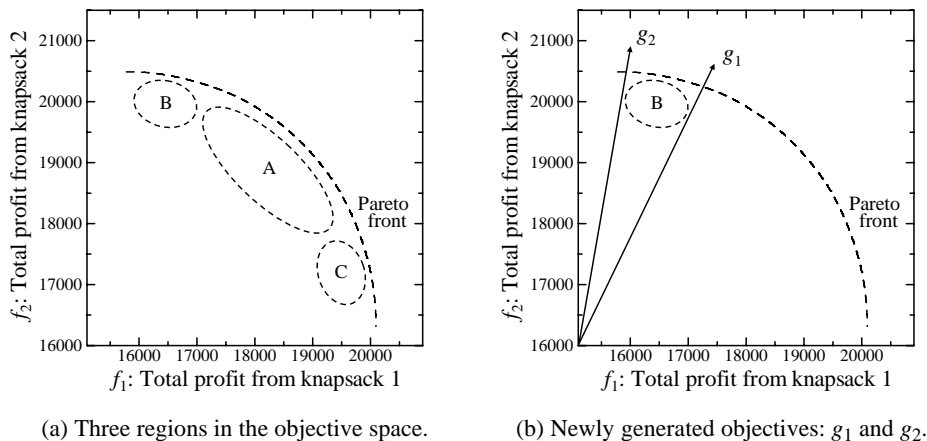 21000
20000
19000
18000
17000
16000
f2: Total profit from knapsack 2
B
A
C
Pareto
front
16000 17000 18000 19000 20000
f1: Total profit from knapsack 1
(a) Three regions in the objective space.
21000
20000
19000
18000
17000
16000
f2: Total profit from knapsack 2
g2
g1
B
Pareto
front
16000 17000 18000 19000 20000
f1: Total profit from knapsack 1
(b) Newly generated objectives: g1 and g2.